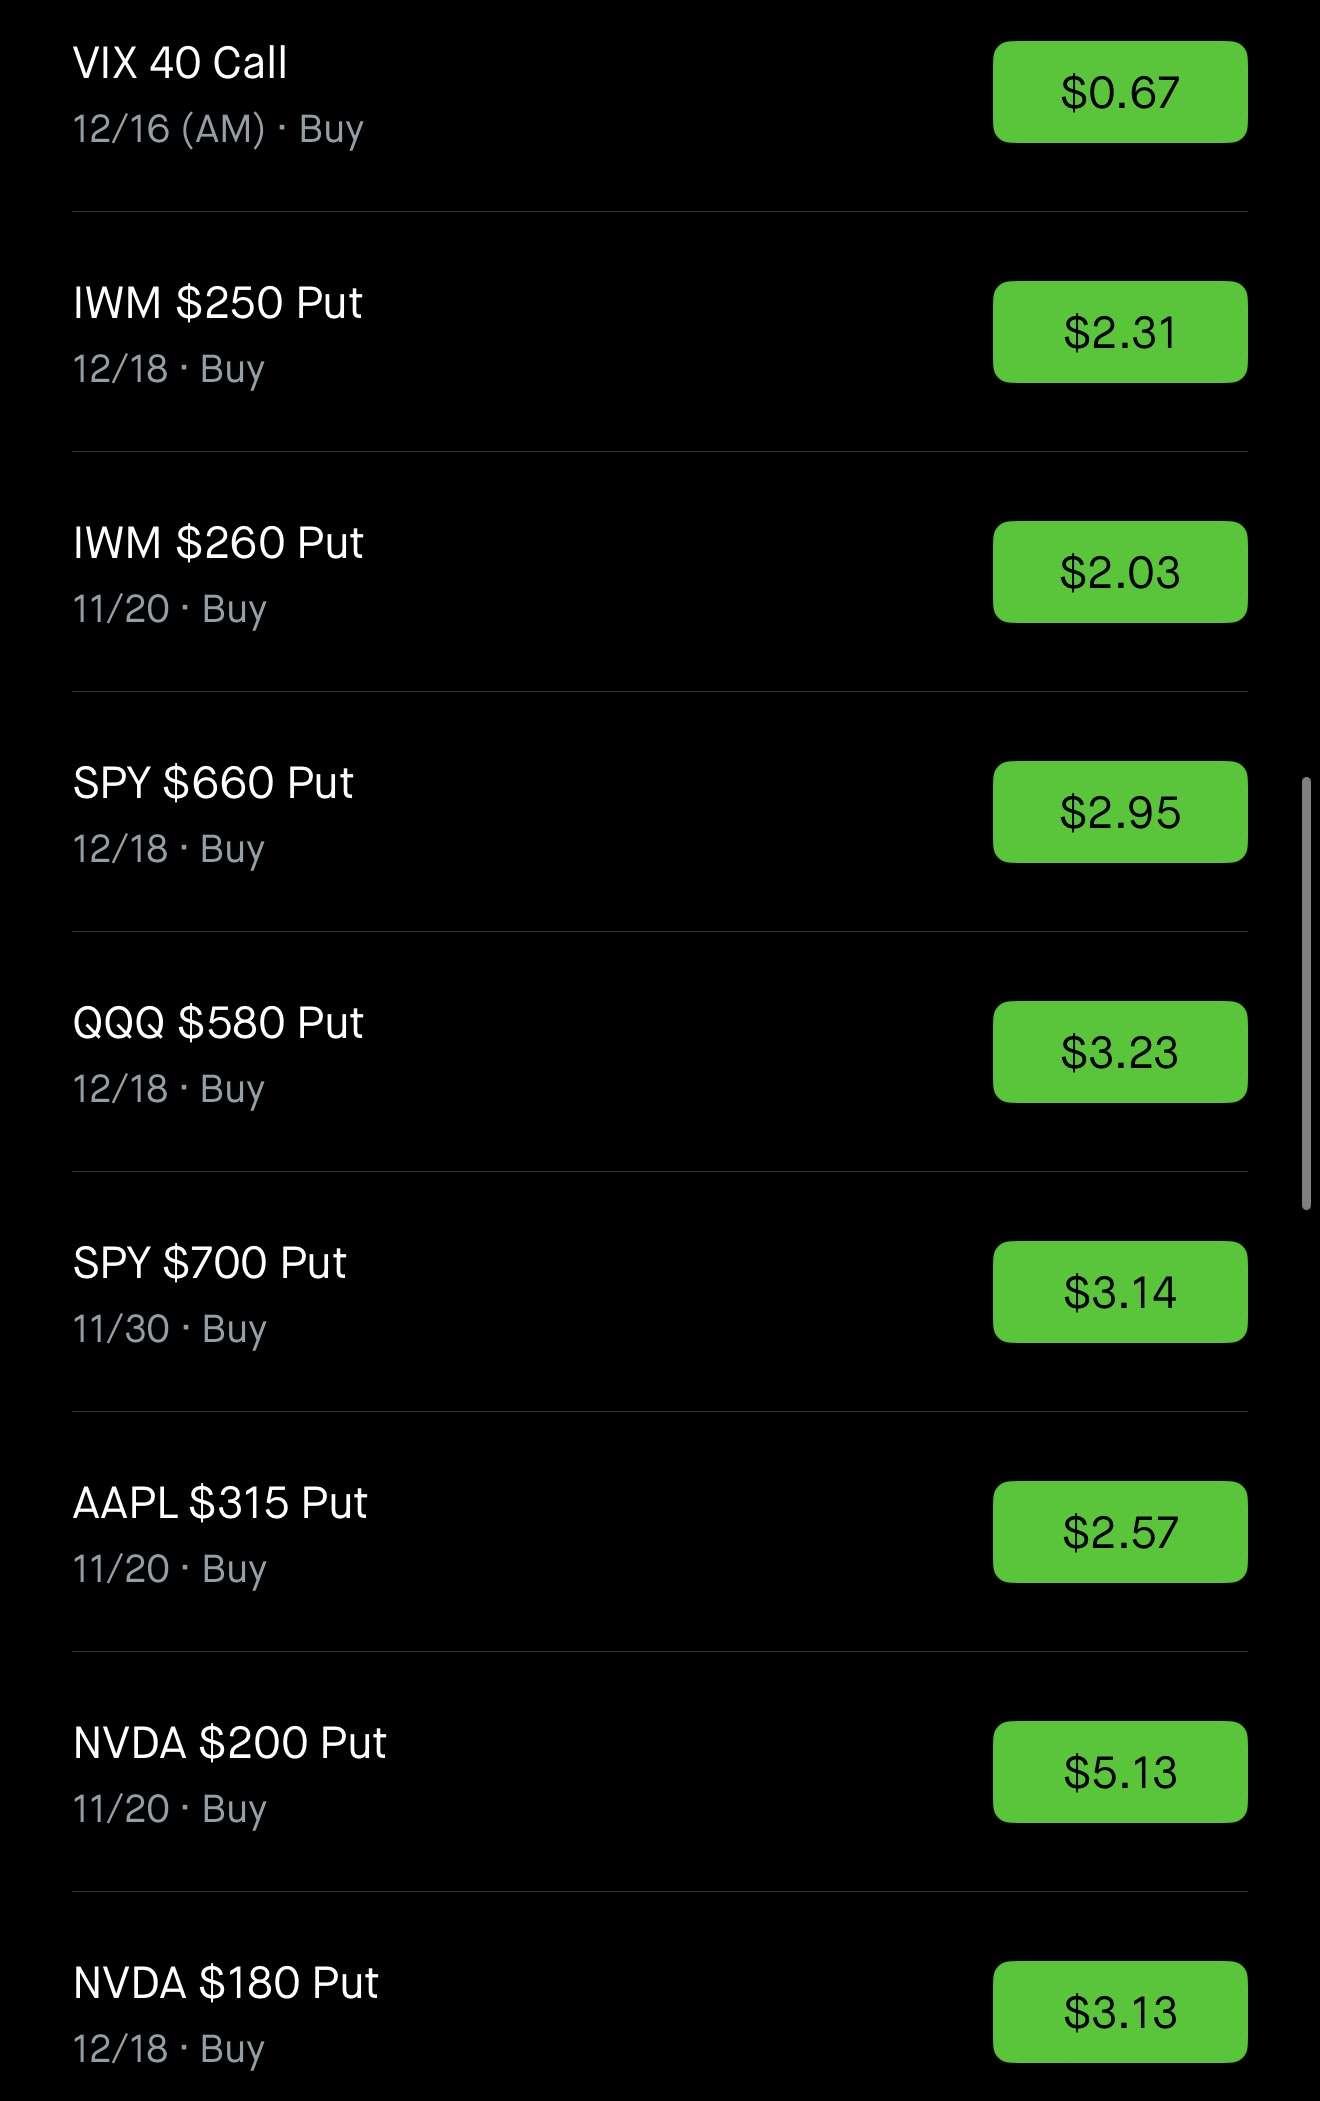 VIX 40 Call
$0.67
12/16 (AM) · Buy
IWM $250 Put
$2.31
12/18 · Buy
IWM $260 Put
$2.03
11/20 · Buy
SPY $660 Put
$2.95
12/18 · Buy
QQQ $580 Put
$3.23
12/18 · Buy
SPY $700 Put
$3.14
11/30 · Buy
AAPL $315 Put
$2.57
11/20 · Buy
NVDA $200 Put
$5.13
11/20 · Buy
NVDA $180 Put
$3.13
12/18 · Buy